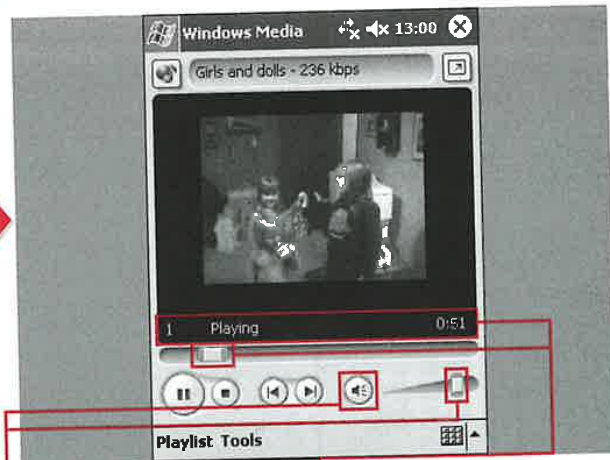 Windows Media 13:00
Girls and dolls - 236 kbps
1 Playing 0:51
Playlist Tools